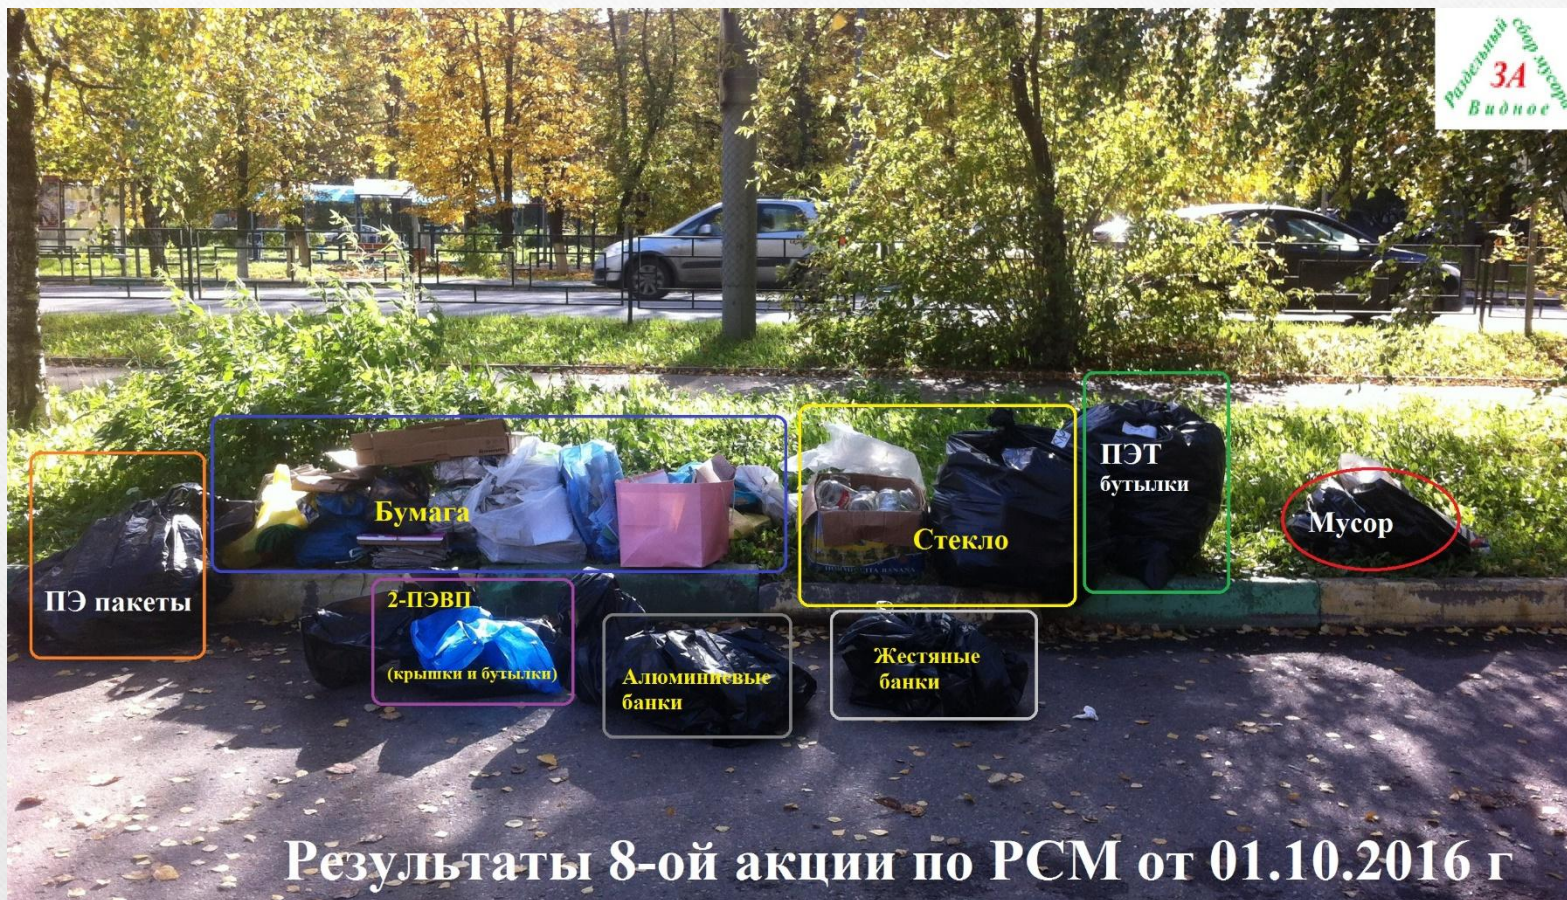 Раздельный сбор мусора
ЗА
Видное
ПЭТ
бутылки
Бумага
Мусор
Стекло
ПЭ пакеты
2-ПЭВП
(крышки и бутылки)
Алюминиевые
банки
Жестяные
банки
Результаты 8-ой акции по РСМ от 01.10.2016 г